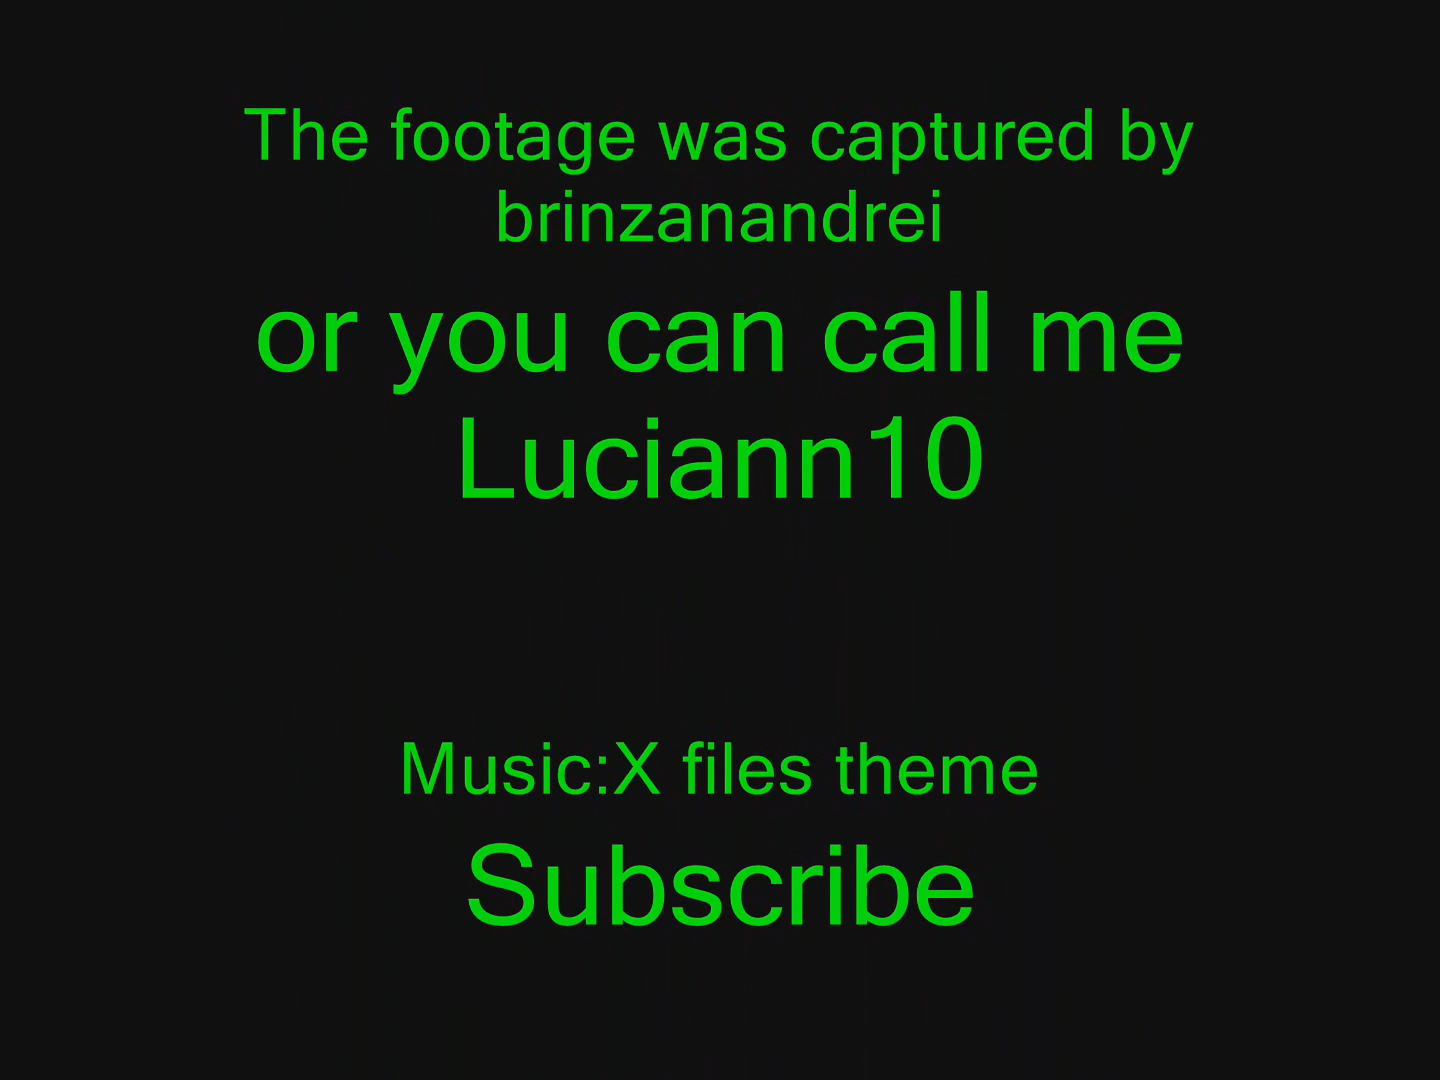 The footage was captured by
brinzanandrei
or you can call me
Luciann10
Music:X files theme
Subscribe